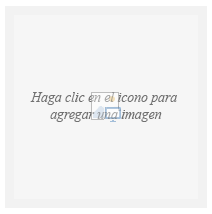 Haga clic en el icono para
agregar una imagen